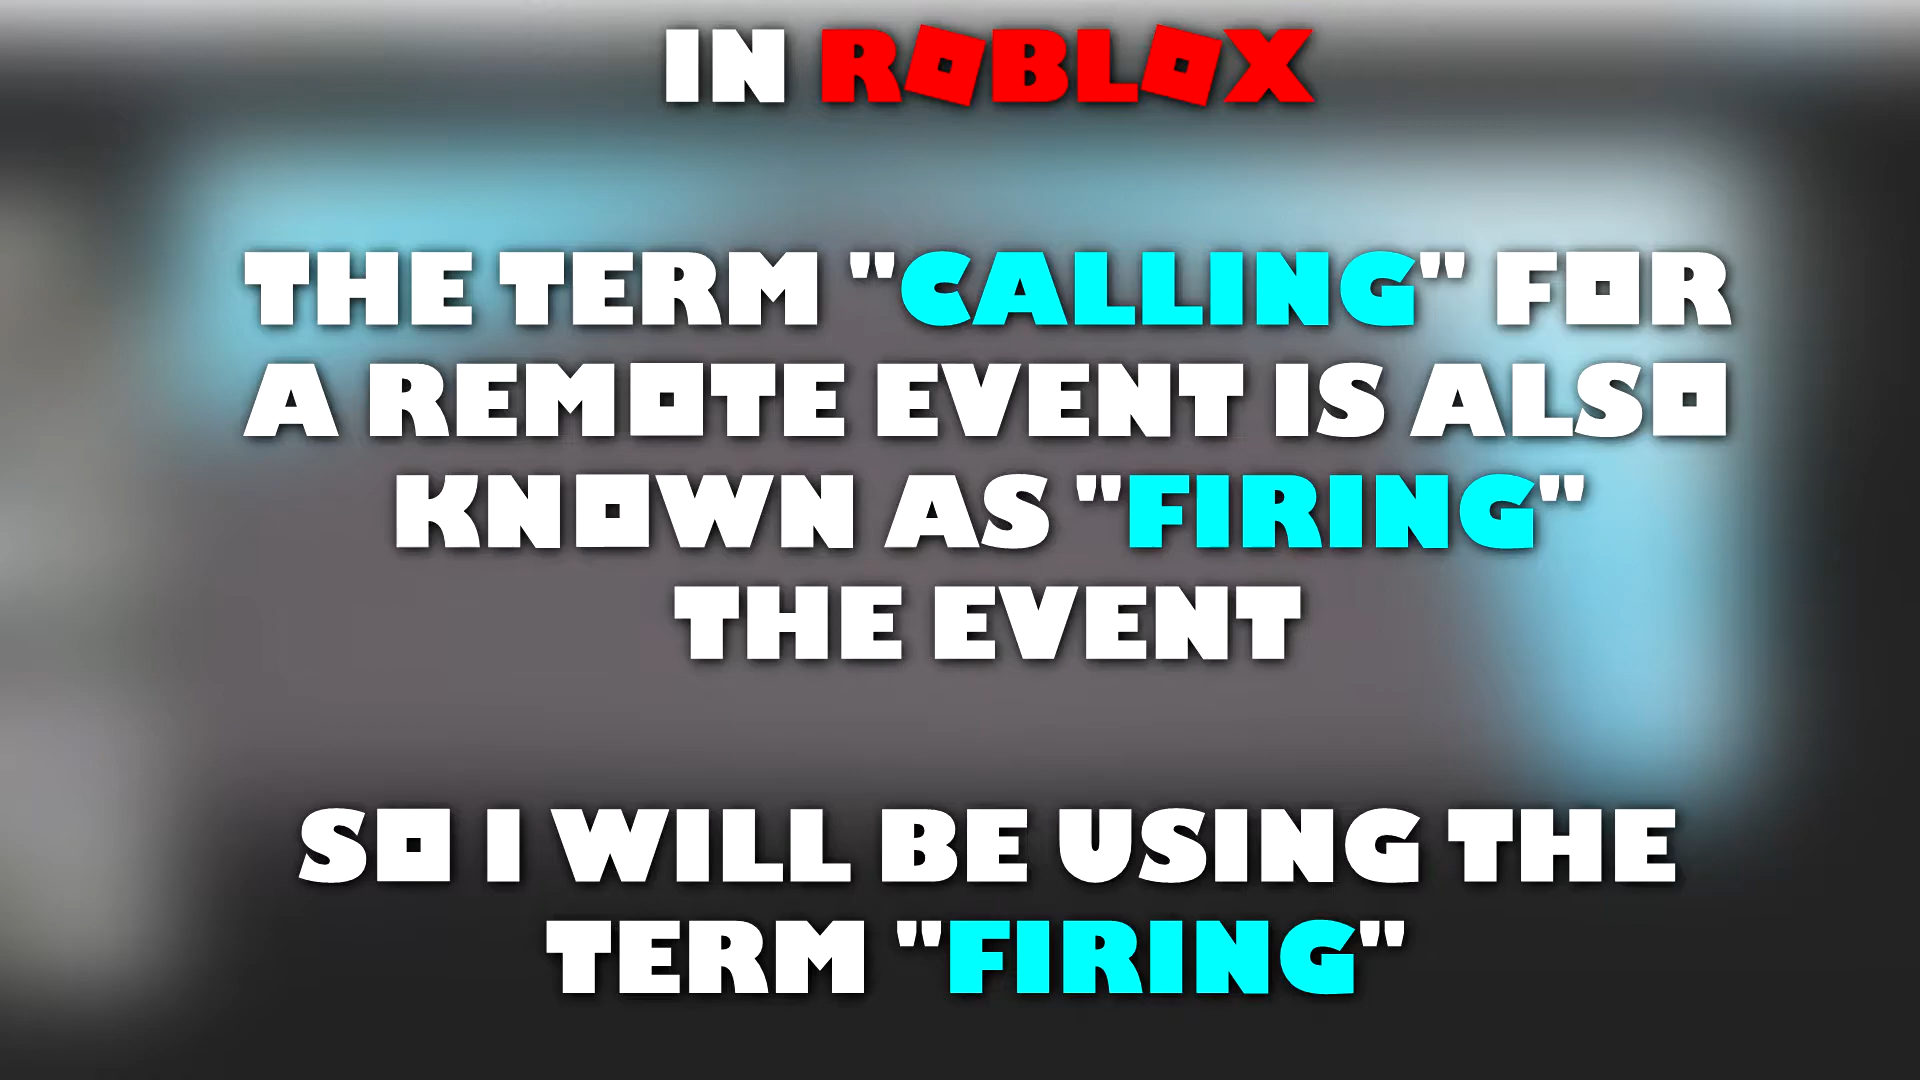 IN ROBLOX
THE TERM "CALLING" FOR
A REMOTE EVENT IS ALSO
KNOWN AS "FIRING"
THE EVENT
SO I WILL BE USING THE
TERM "FIRING"